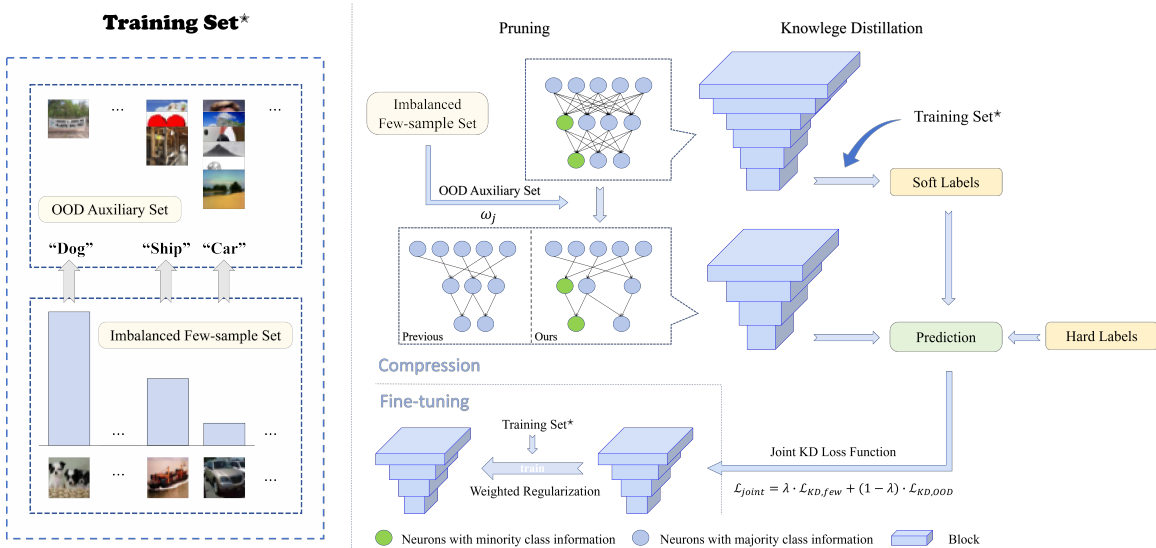 Training Set★
...
...
OOD Auxiliary Set
“Dog”
“Ship”
“Car”
Imbalanced Few-sample Set
...
...
...
...
Pruning
Knowlege Distillation
Imbalanced
Few-sample Set
OOD Auxiliary Set
ω_j
Training Set★
Soft Labels
Previous
Ours
Prediction
Hard Labels
Compression
Fine-tuning
Training Set★
train
Weighted Regularization
Joint KD Loss Function
ℒ_joint = λ · ℒ_KD,few + (1 − λ) · ℒ_KD,OOD
Neurons with minority class information
Neurons with majority class information
Block